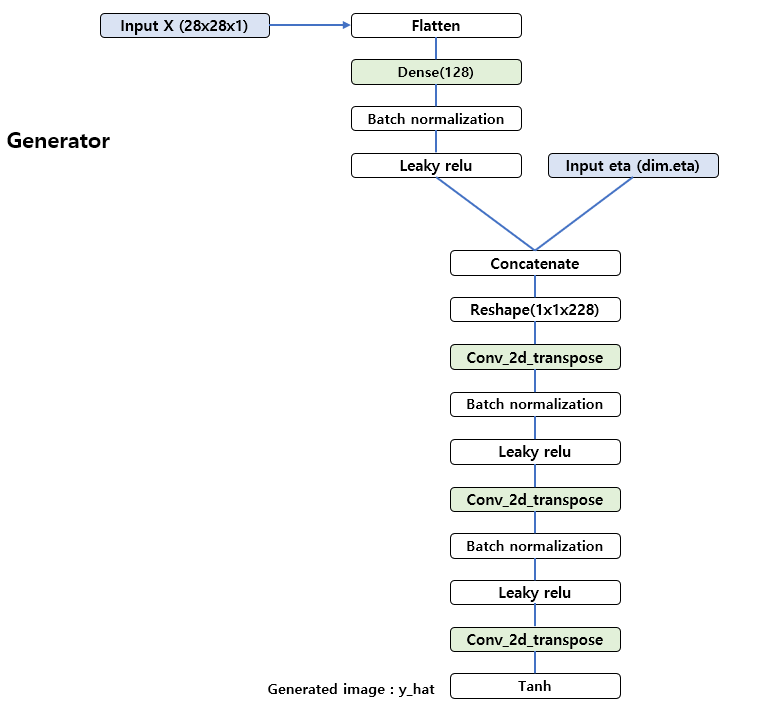 Input X (28x28x1)
Flatten
Dense(128)
Batch normalization
Generator
Leaky relu
Input eta (dim.eta)
Concatenate
Reshape(1x1x228)
Conv_2d_transpose
Batch normalization
Leaky relu
Conv_2d_transpose
Batch normalization
Leaky relu
Conv_2d_transpose
Generated image : y_hat
Tanh